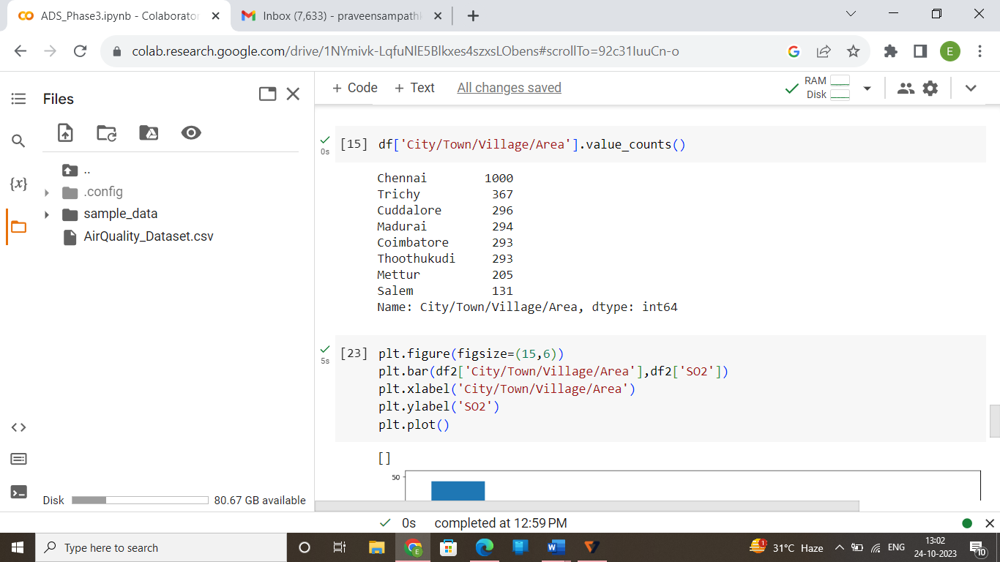 ADS_Phase3.ipynb - Colaborator
Inbox (7,633) - praveensampathk
colab.research.google.com/drive/1NYmivk-LqfuNlE5Blkxes4szxsLObens#scrollTo=92c31IuuCn-o
E
Files
+ Code + Text All changes saved
RAM
Disk
{x}
..
.config
sample_data
AirQuality_Dataset.csv
0s
[15] df['City/Town/Village/Area'].value_counts()
Chennai 1000
Trichy 367
Cuddalore 296
Madurai 294
Coimbatore 293
Thoothukudi 293
Mettur 205
Salem 131
Name: City/Town/Village/Area, dtype: int64
5s
[23] plt.figure(figsize=(15,6))
plt.bar(df2['City/Town/Village/Area'],df2['SO2'])
plt.xlabel('City/Town/Village/Area')
plt.ylabel('SO2')
plt.plot()
[]
50
Disk 80.67 GB available
0s completed at 12:59 PM
Type here to search
E
W
1
31°C Haze
ENG
13:02
24-10-2023
10